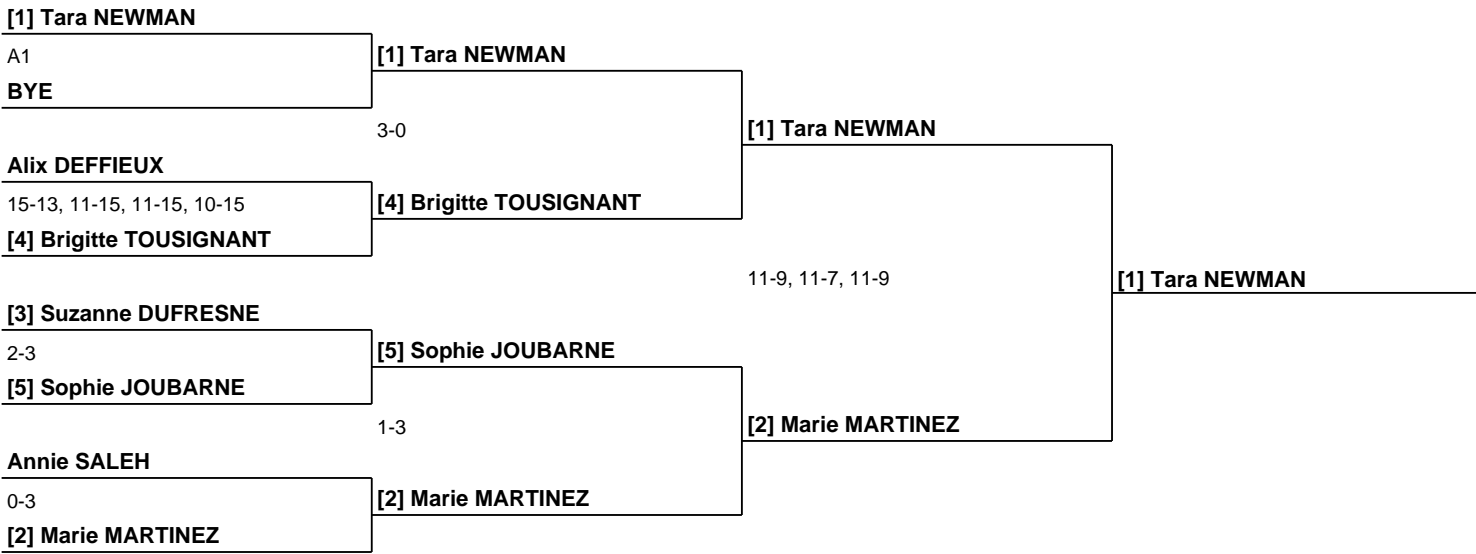 [1] Tara NEWMAN
A1
[1] Tara NEWMAN
BYE
3-0
[1] Tara NEWMAN
Alix DEFFIEUX
15-13, 11-15, 11-15, 10-15
[4] Brigitte TOUSIGNANT
[4] Brigitte TOUSIGNANT
11-9, 11-7, 11-9
[1] Tara NEWMAN
[3] Suzanne DUFRESNE
2-3
[5] Sophie JOUBARNE
[5] Sophie JOUBARNE
1-3
[2] Marie MARTINEZ
Annie SALEH
0-3
[2] Marie MARTINEZ
[2] Marie MARTINEZ